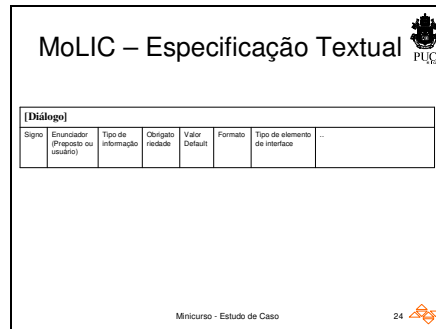 MoLIC – Especificação Textual
PUC
[Diálogo]
Signo
Enunciador
(Preposto ou
usuário)
Tipo de
informação
Obrigato
riedade
Valor
Default
Formato
Tipo de elemento
de interface
..
Minicurso - Estudo de Caso
24